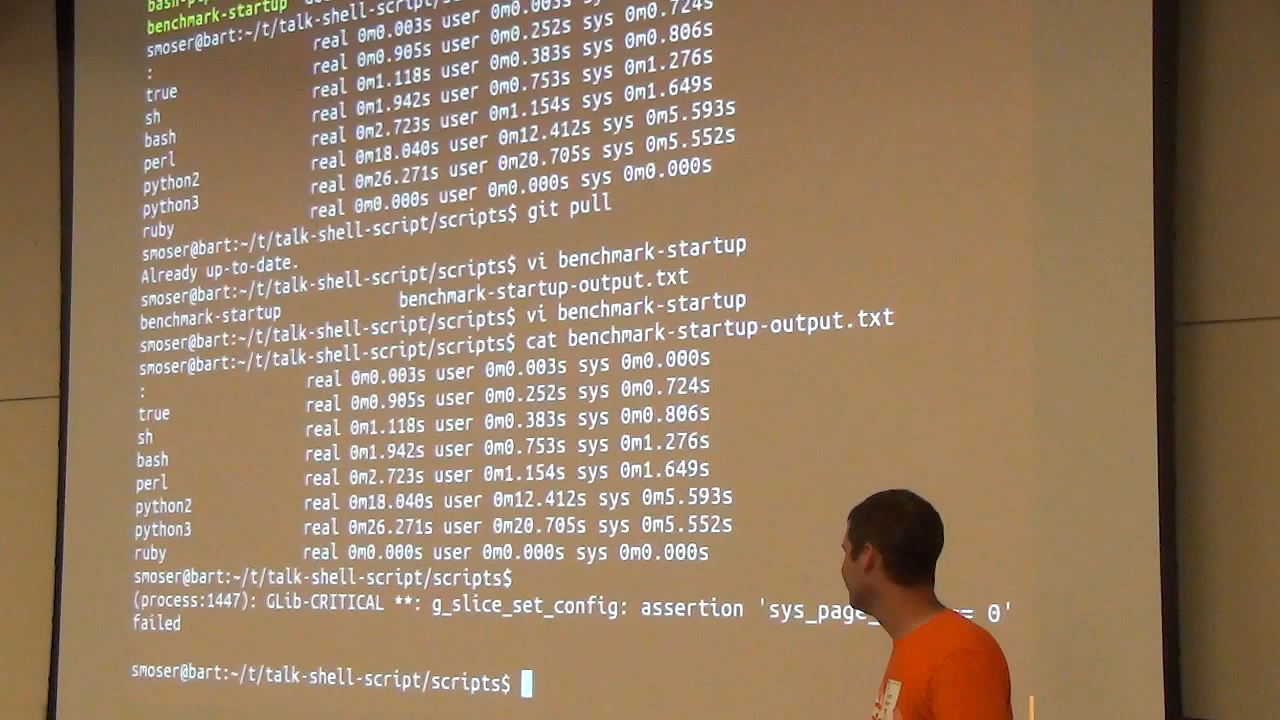 benchmark-startup
smoser@bart:~/t/talk-shell-script/scripts$
: real 0m0.003s user 0m0.003s
true real 0m0.905s user 0m0.252s sys 0m0.724s
sh real 0m1.118s user 0m0.383s sys 0m0.806s
bash real 0m1.942s user 0m0.753s sys 0m1.276s
perl real 0m2.723s user 0m1.154s sys 0m1.649s
python2 real 0m18.040s user 0m12.412s sys 0m5.593s
python3 real 0m26.271s user 0m20.705s sys 0m5.552s
ruby real 0m0.000s user 0m0.000s sys 0m0.000s
smoser@bart:~/t/talk-shell-script/scripts$ git pull
Already up-to-date.
smoser@bart:~/t/talk-shell-script/scripts$ vi benchmark-startup
benchmark-startup benchmark-startup-output.txt
smoser@bart:~/t/talk-shell-script/scripts$ vi benchmark-startup
smoser@bart:~/t/talk-shell-script/scripts$ cat benchmark-startup-output.txt
: real 0m0.003s user 0m0.003s sys 0m0.000s
true real 0m0.905s user 0m0.252s sys 0m0.724s
sh real 0m1.118s user 0m0.383s sys 0m0.806s
bash real 0m1.942s user 0m0.753s sys 0m1.276s
perl real 0m2.723s user 0m1.154s sys 0m1.649s
python2 real 0m18.040s user 0m12.412s sys 0m5.593s
python3 real 0m26.271s user 0m20.705s sys 0m5.552s
ruby real 0m0.000s user 0m0.000s sys 0m0.000s
smoser@bart:~/t/talk-shell-script/scripts$
(process:1447): GLib-CRITICAL **: g_slice_set_config: assertion 'sys_page_ == 0'
failed
smoser@bart:~/t/talk-shell-script/scripts$